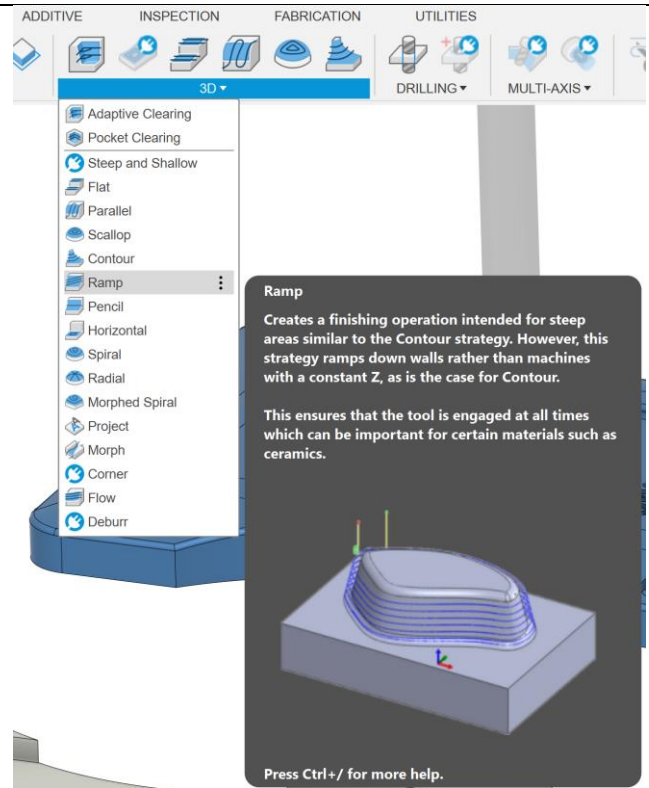 ADDITIVE INSPECTION FABRICATION UTILITIES
3D ▾ DRILLING ▾ MULTI-AXIS ▾
Adaptive Clearing
Pocket Clearing
Steep and Shallow
Flat
Parallel
Scallop
Contour
Ramp
Pencil
Horizontal
Spiral
Radial
Morphed Spiral
Project
Morph
Corner
Flow
Deburr
Ramp
Creates a finishing operation intended for steep
areas similar to the Contour strategy. However, this
strategy ramps down walls rather than machines
with a constant Z, as is the case for Contour.
This ensures that the tool is engaged at all times
which can be important for certain materials such as
ceramics.
Press Ctrl+/ for more help.